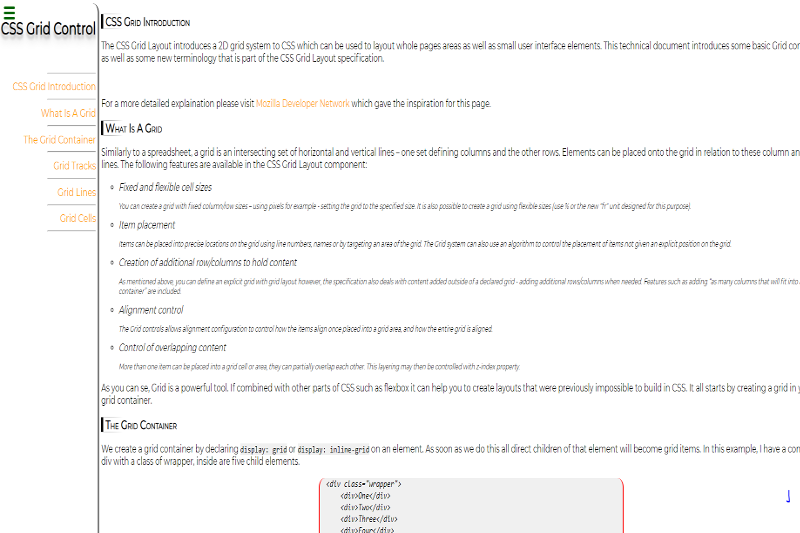 CSS Grid Control
CSS Grid Introduction
What Is A Grid
The Grid Container
Grid Tracks
Grid Lines
Grid Cells
CSS Grid Introduction
The CSS Grid Layout introduces a 2D grid system to CSS which can be used to layout whole pages areas as well as small user interface elements. This technical document introduces some basic Grid
as well as some new terminology that is part of the CSS Grid Layout specification.
For a more detailed explaination please visit Mozilla Developer Network which gave the inspiration for this page.
What Is A Grid
Similarly to a spreadsheet, a grid is an intersecting set of horizontal and vertical lines – one set defining columns and the other rows. Elements can be placed onto the grid in relation to these column
lines. The following features are available in the CSS Grid Layout component:
Fixed and flexible cell sizes
You can create a grid with fixed column/row sizes – using pixels for example - setting the grid to the specified size. It is also possible to create a grid using flexible sizes (use % or the new "fr" unit designed for this purpose).
Item placement
Items can be placed into precise locations on the grid using line numbers, names or by targeting an area of the grid. The Grid system can also use an algorithm to control the placement of items not given an explicit position on the grid.
Creation of additional row/columns to hold content
As mentioned above, you can define an explicit grid with grid layout however, the specification also deals with content added outside of a declared grid - adding additional rows/columns when needed. Features such as adding "as many columns that will fit into
container" are included.
Alignment control
The Grid controls allows alignment configuration to control how the items align once placed into a grid area, and how the entire grid is aligned.
Control of overlapping content
More than one item can be placed into a grid cell or area, they can partially overlap each other. This layering may then be controlled with z-index property.
As you can se, Grid is a powerful tool. If combined with other parts of CSS such as flexbox it can help you to create layouts that were previously impossible to build in CSS. It all starts by creating a grid in
grid container.
The Grid Container
We create a grid container by declaring display: grid or display: inline-grid on an element. As soon as we do this all direct children of that element will become grid items. In this example, I have a
div with a class of wrapper, inside are five child elements.
<div class="wrapper">
<div>One</div>
<div>Two</div>
<div>Three</div>
<div>Four</div>